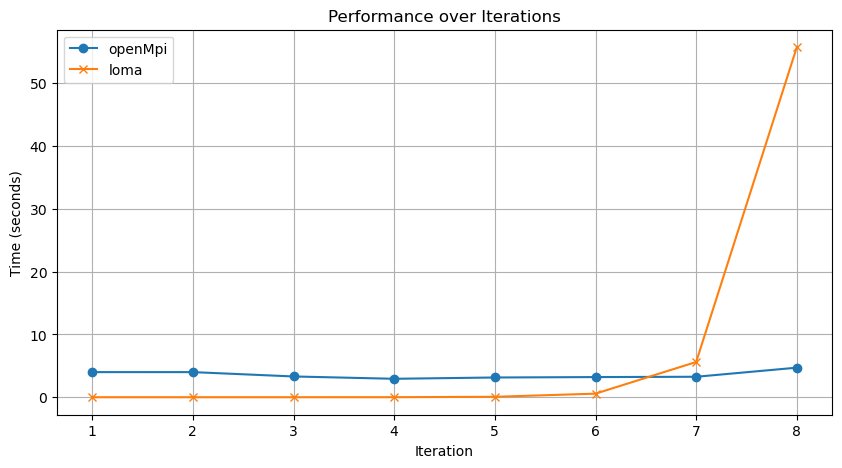 Performance over Iterations
openMpi
loma
Time (seconds)
50
40
30
20
10
0
1 2 3 4 5 6 7 8
Iteration